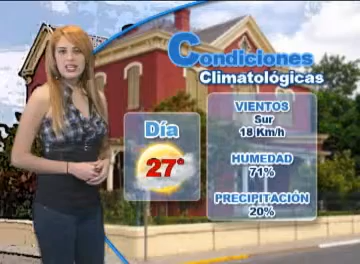 Condiciones
Climatológicas
Día
27°
VIENTOS
Sur
18 Km/h
HUMEDAD
71%
PRECIPITACIÓN
20%